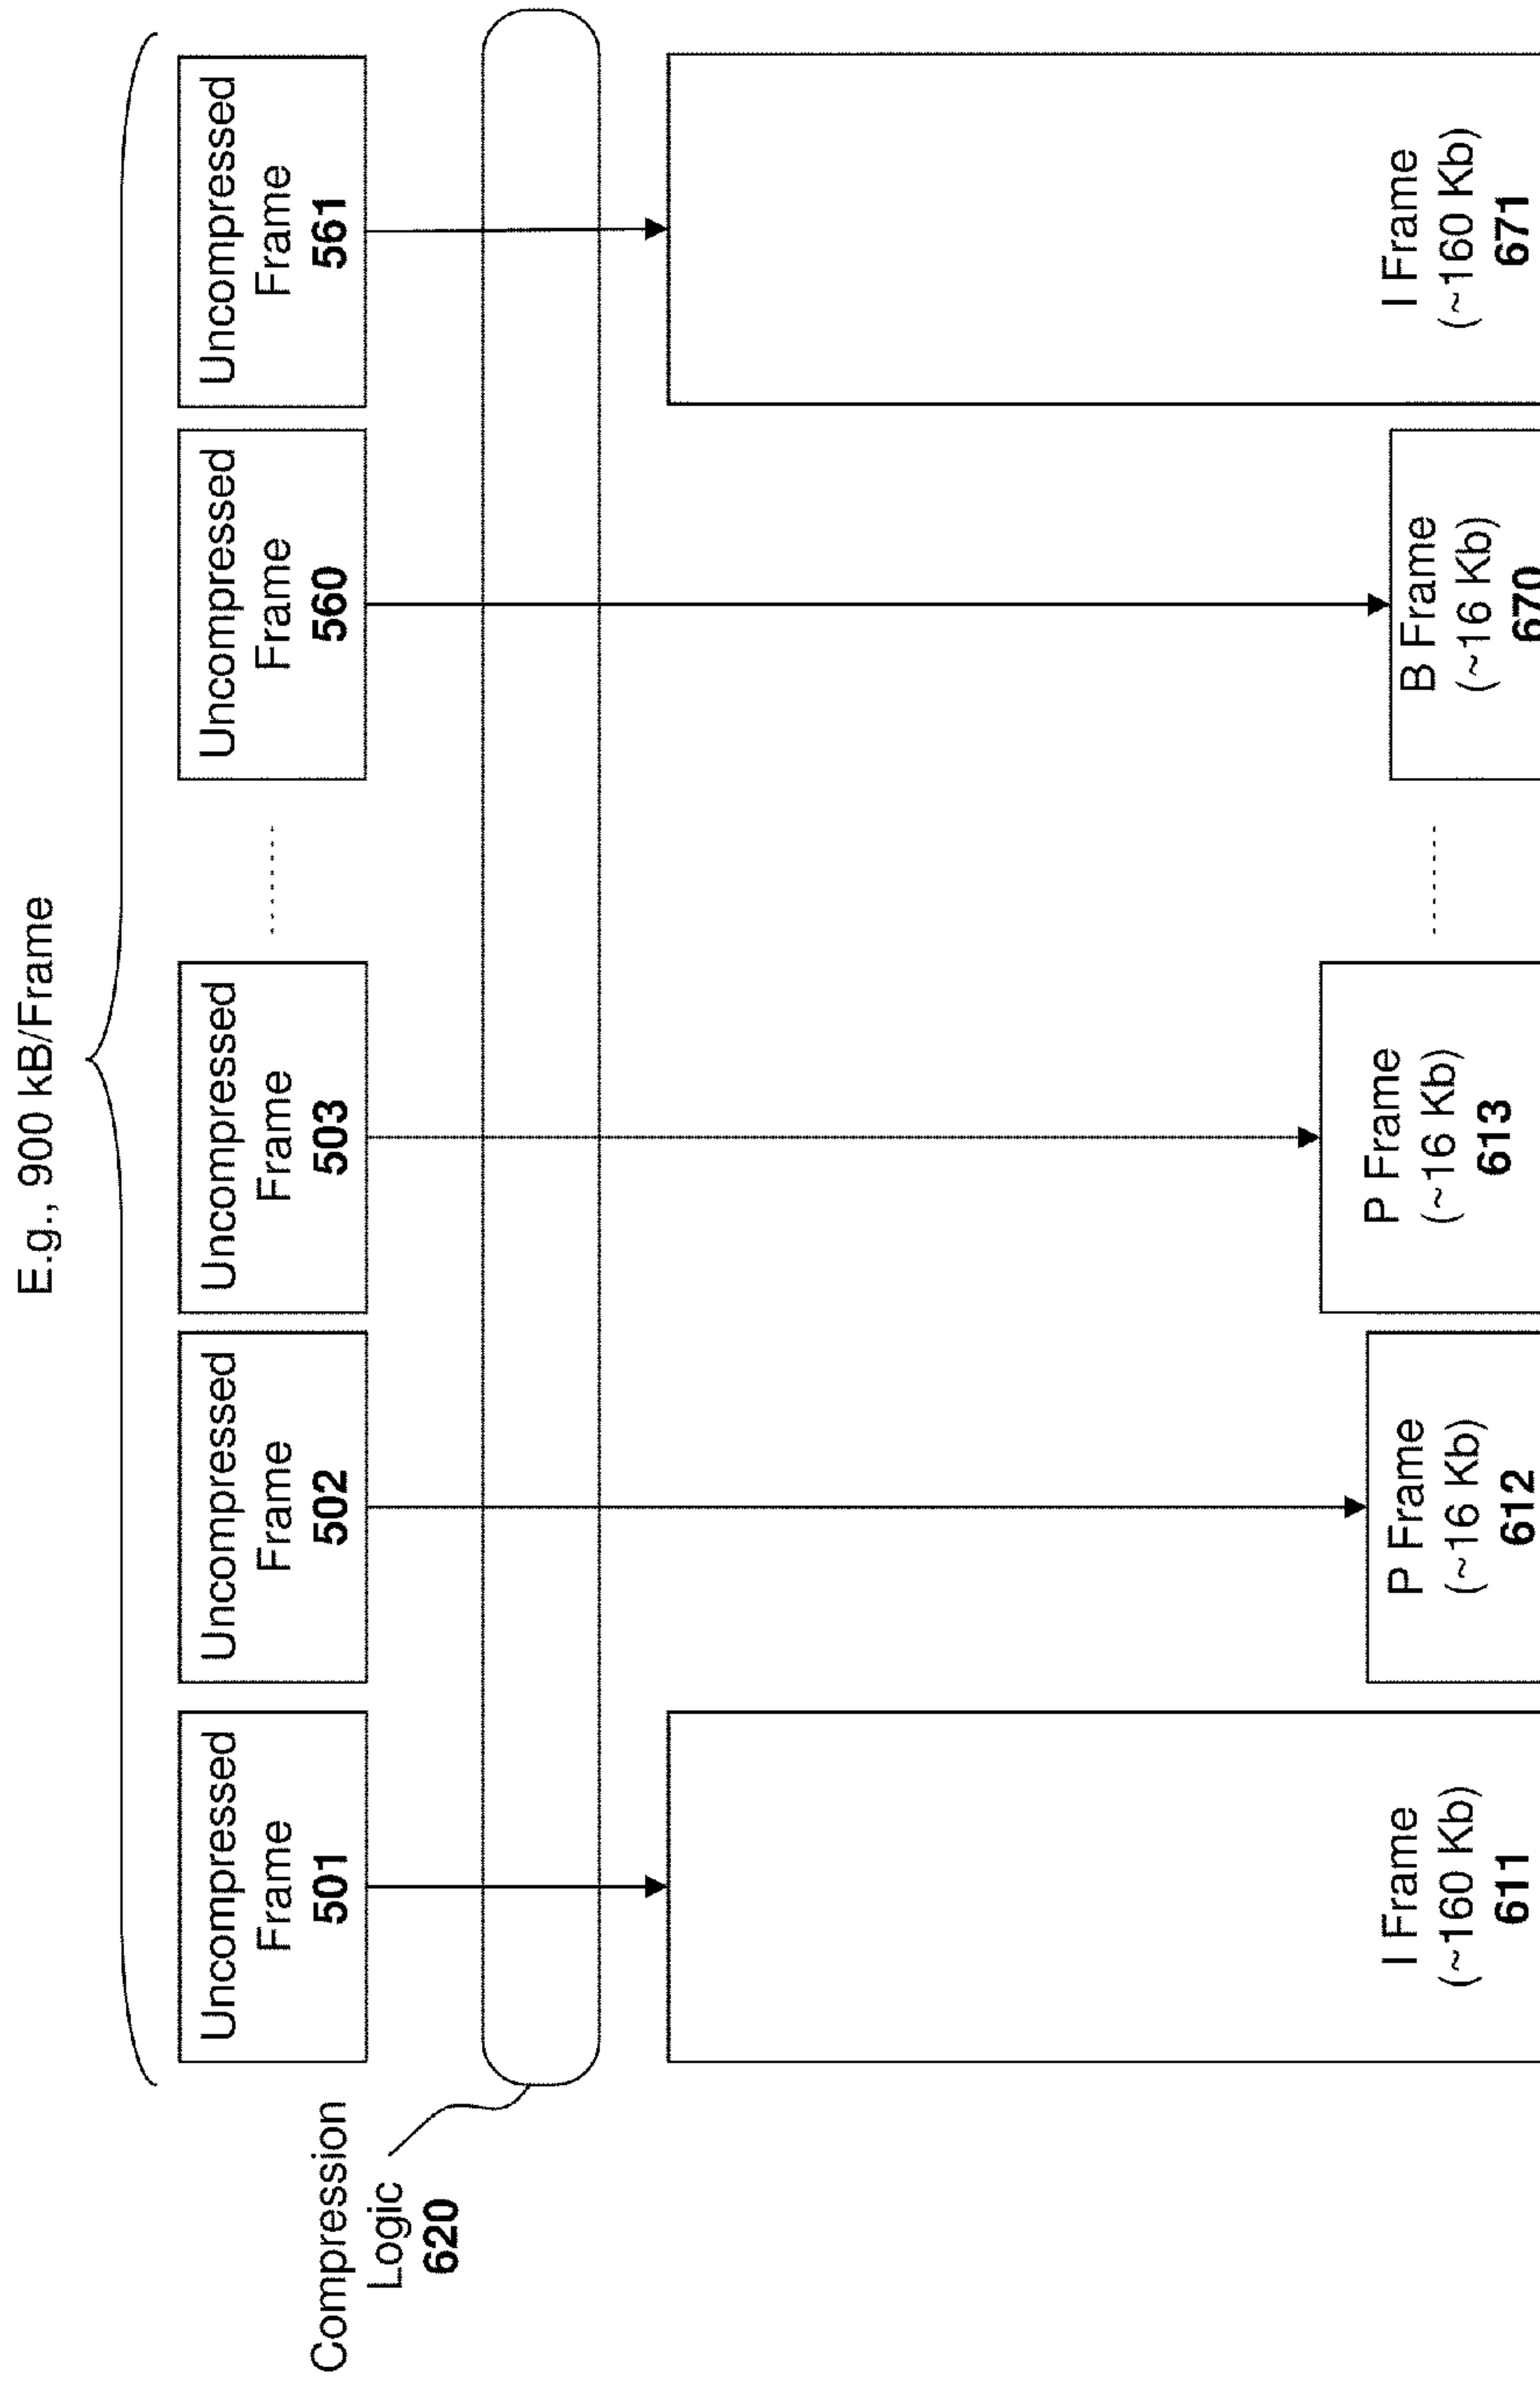 E.g., 900 kB/Frame
Uncompressed
Frame
501
Uncompressed
Frame
502
Uncompressed
Frame
503
Uncompressed
Frame
560
Uncompressed
Frame
561
Compression
Logic
620
I Frame
(~160 Kb)
611
P Frame
(~16 Kb)
612
P Frame
(~16 Kb)
613
B Frame
(~16 Kb)
670
I Frame
(~160 Kb)
671